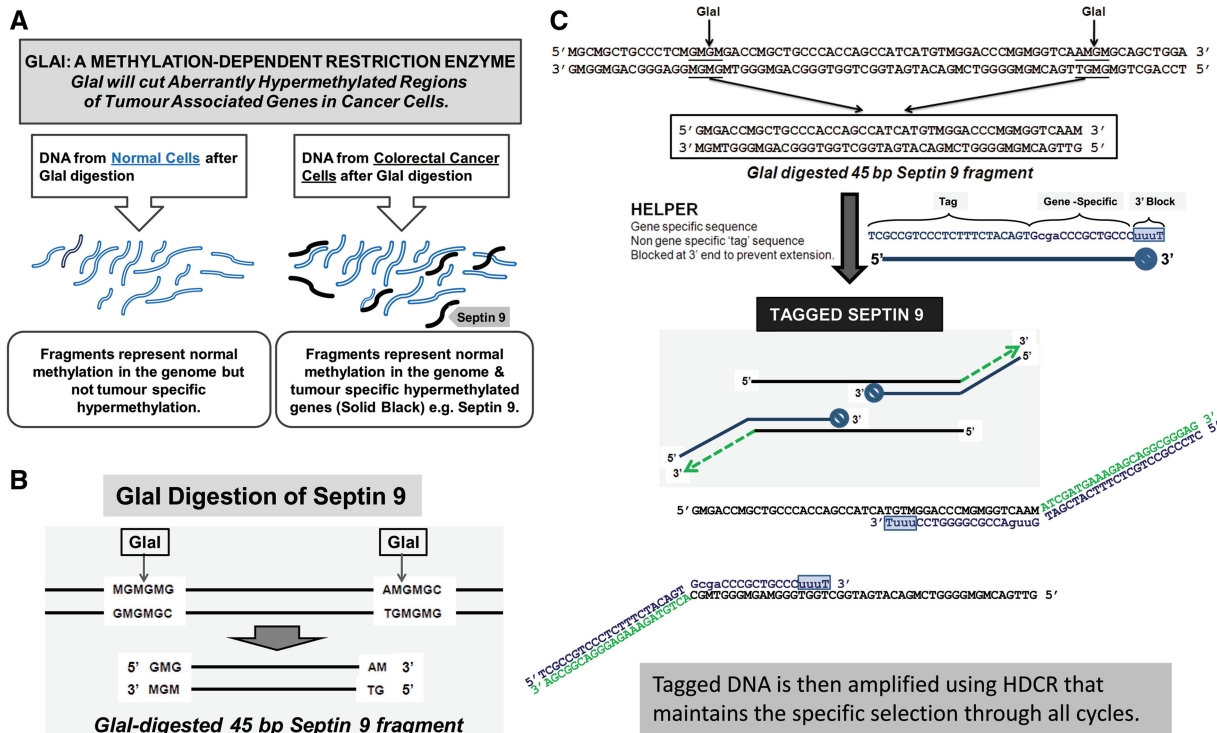 A
GLAI: A METHYLATION-DEPENDENT RESTRICTION ENZYME
GlaI will cut Aberrantly Hypermethylated Regions
of Tumour Associated Genes in Cancer Cells.
DNA from Normal Cells after
GlaI digestion
DNA from Colorectal Cancer
Cells after GlaI digestion
Septin 9
Fragments represent normal
methylation in the genome but
not tumour specific
hypermethylation.
Fragments represent normal
methylation in the genome &
tumour specific hypermethylated
genes (Solid Black) e.g. Septin 9.
B
GlaI Digestion of Septin 9
GlaI
GlaI
MGMGMG
AMGMGC
GMGMGC
TGMGMG
5' GMG
AM 3'
3' MGM
TG 5'
GlaI-digested 45 bp Septin 9 fragment
C
GlaI
GlaI
5'MGCMGCTGCCCTCMGMGMGACCMGCTGCCCACCAGCCATCATGTMGGACCCMGMGGTCAAMGMGCAGCTGGA
3'GMGGMGACGGGAGGMGMGMTGGGMGACGGGTGGTCGGTAGTACAGMCTGGGGMGMCAGTTGMGMGTCGACCT
5'GMGACCMGCTGCCCACCAGCCATCATGTMGGACCCMGMGGTCAAM 3'
3'MGMTGGGMGACGGGTGGTCGGTAGTACAGMCTGGGGMGMCAGTTG 5'
GlaI digested 45 bp Septin 9 fragment
HELPER
Gene specific sequence
Non gene specific 'tag' sequence
Blocked at 3' end to prevent extension.
Tag
Gene -Specific
3' Block
TCGCCGTCCCTCTTTCTACAGTGcgaCCCGCTGCCCuuuT
5'
3'
TAGGED SEPTIN 9
3'
5'
5'
3'
3'
5'
5'
3'
ATCGATGAAAGAGCAGGCGGGAG 3'
TAGCTACTTTCTCGTCCGCCCTC 5'
5'GMGACCMGCTGCCCACCAGCCATCATGTMGGACCCMGMGGTCAAM
3'TuuuCCTGGGGCGCCAguuG
GcgaCCCGCTGCCCuuuT 3'
CGMTGGGMGAMGGGTGGTCGGTAGTACAGMCTGGGGMGMCAGTTG 5'
5'TCGCCGTCCCTCTTTCTACAGT
3'AGCGGCAGGGAGAAAGATGTCA
Tagged DNA is then amplified using HDCR that
maintains the specific selection through all cycles.